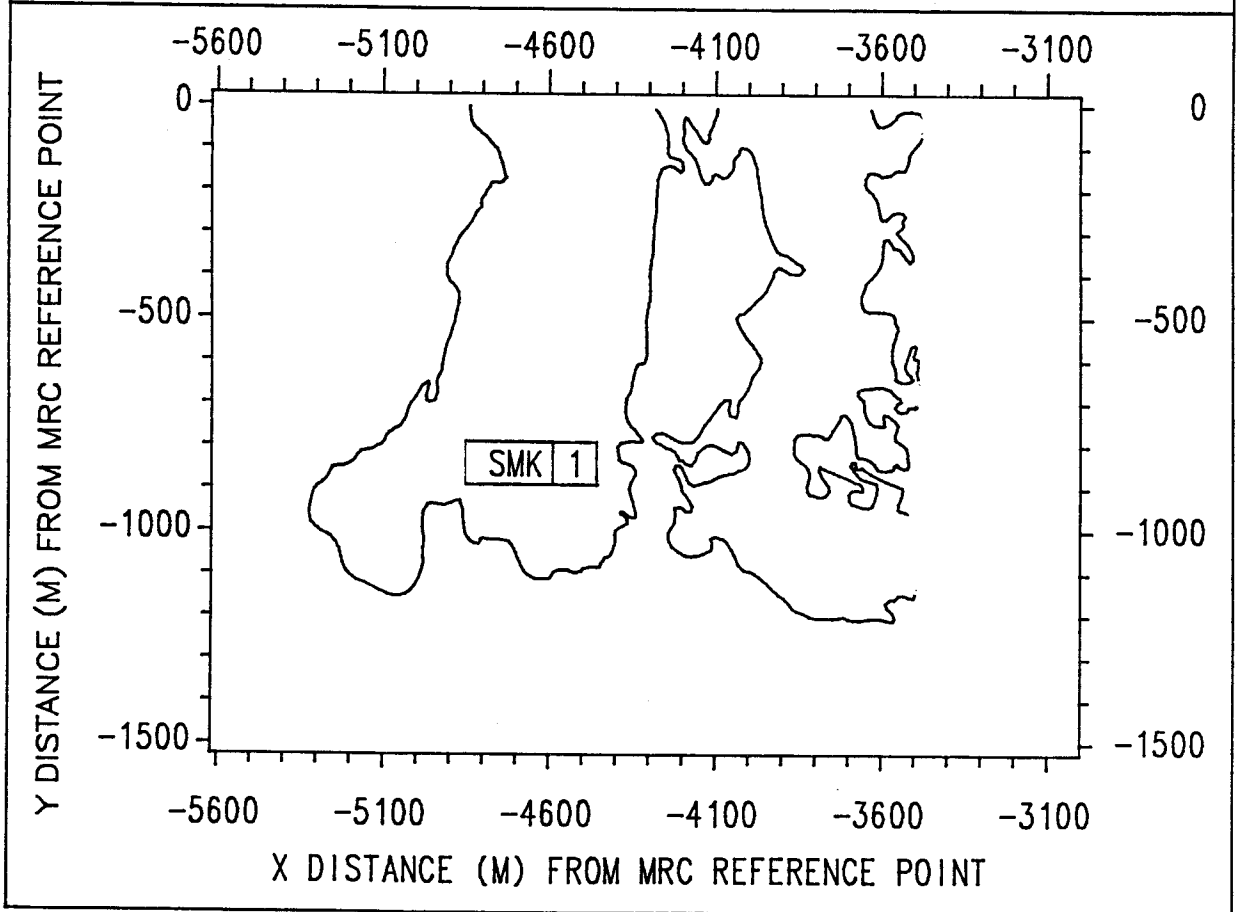 -5600 -5100 -4600 -4100 -3600 -3100
0 0
-500 -500
-1000 -1000
-1500 -1500
Y DISTANCE (M) FROM MRC REFERENCE POINT
SMK 1
-5600 -5100 -4600 -4100 -3600 -3100
X DISTANCE (M) FROM MRC REFERENCE POINT